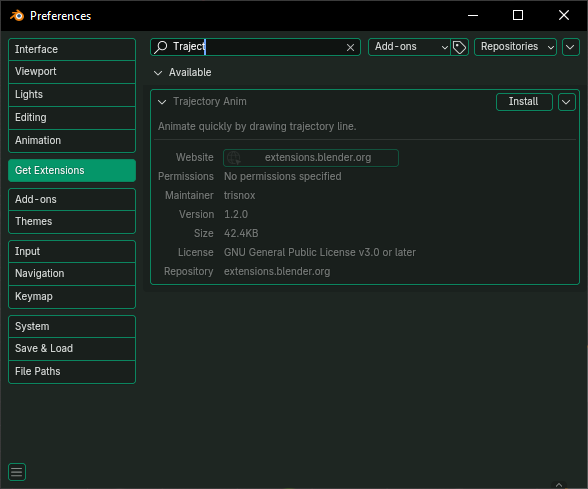 Preferences
Interface
Viewport
Lights
Editing
Animation
Get Extensions
Add-ons
Themes
Input
Navigation
Keymap
System
Save & Load
File Paths
Traject
Add-ons
Repositories
Available
Trajectory Anim
Install
Animate quickly by drawing trajectory line.
Website extensions.blender.org
Permissions No permissions specified
Maintainer trisnox
Version 1.2.0
Size 42.4KB
License GNU General Public License v3.0 or later
Repository extensions.blender.org